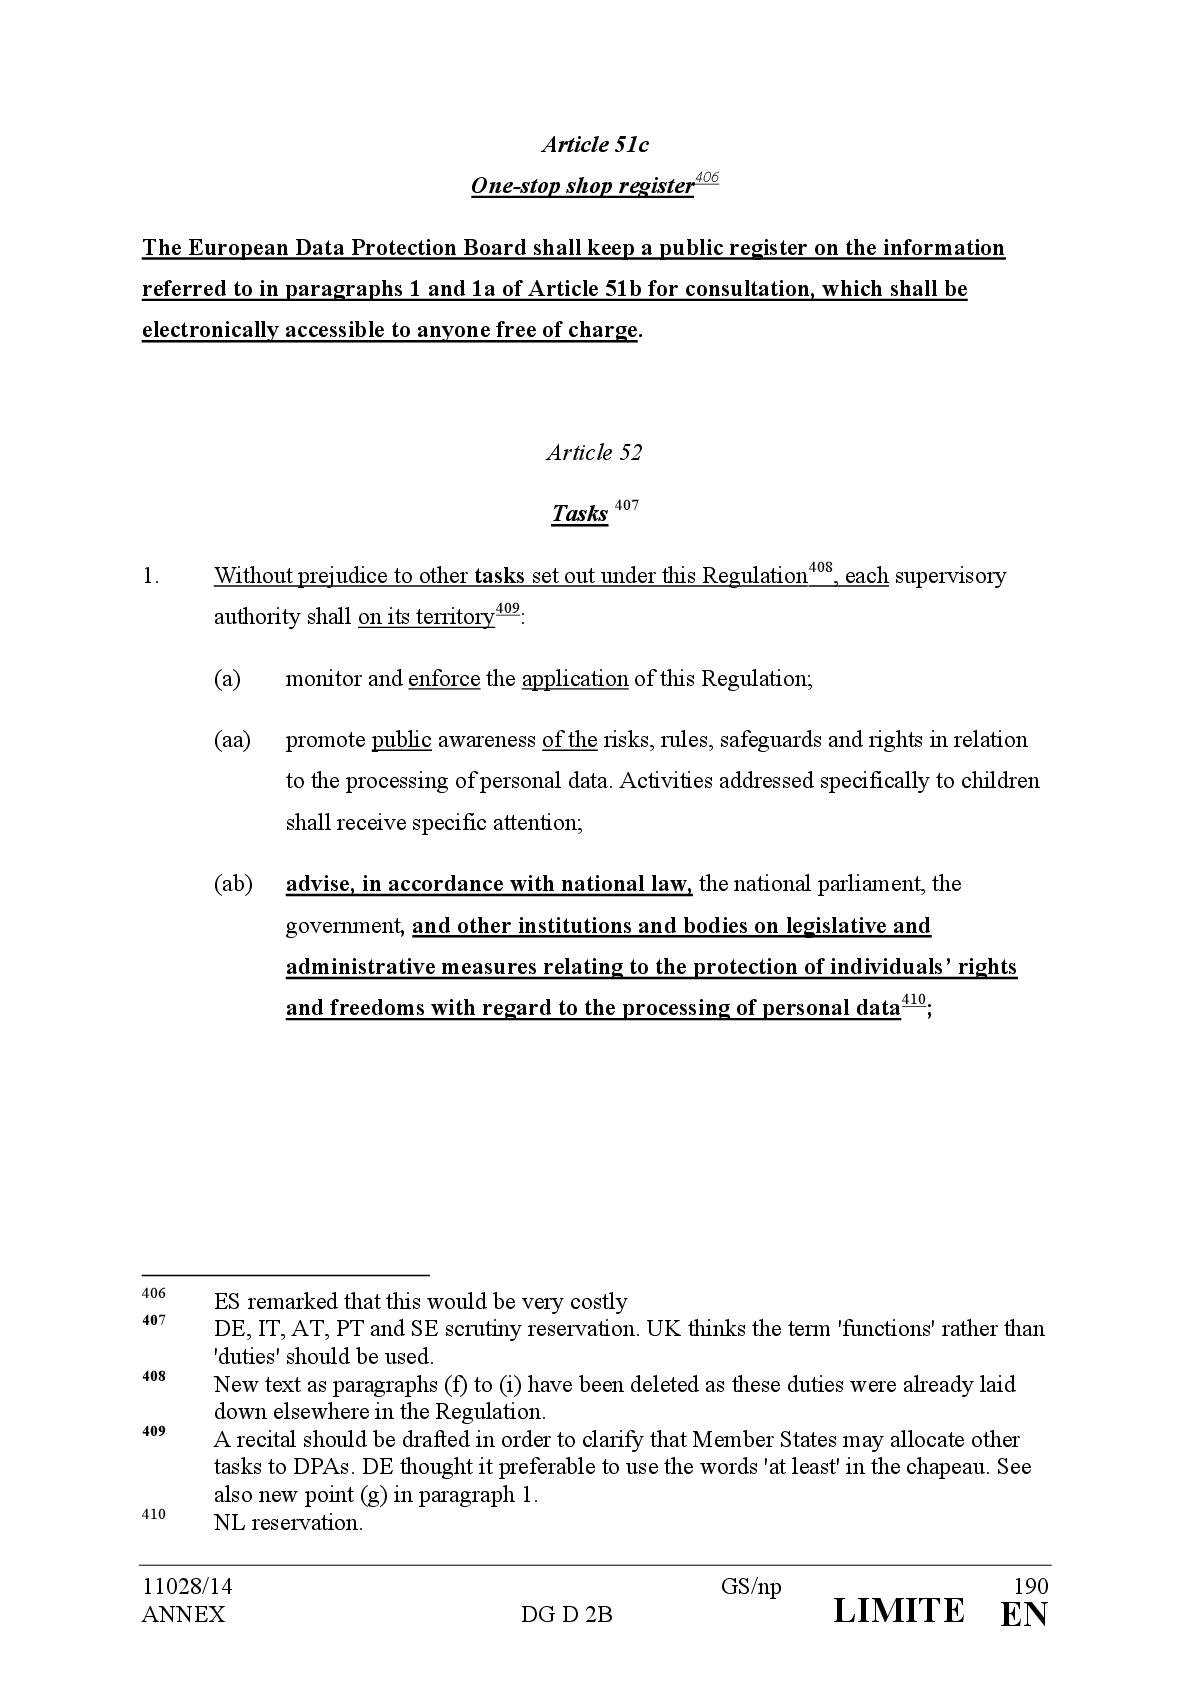 Article 51c
One-stop shop register406
The European Data Protection Board shall keep a public register on the information
referred to in paragraphs 1 and 1a of Article 51b for consultation, which shall be
electronically accessible to anyone free of charge.
Article 52
Tasks 407
1. Without prejudice to other tasks set out under this Regulation408, each supervisory
authority shall on its territory409:
(a) monitor and enforce the application of this Regulation;
(aa) promote public awareness of the risks, rules, safeguards and rights in relation
to the processing of personal data. Activities addressed specifically to children
shall receive specific attention;
(ab) advise, in accordance with national law, the national parliament, the
government, and other institutions and bodies on legislative and
administrative measures relating to the protection of individuals’ rights
and freedoms with regard to the processing of personal data410;
406 ES remarked that this would be very costly
407 DE, IT, AT, PT and SE scrutiny reservation. UK thinks the term 'functions' rather than
'duties' should be used.
408 New text as paragraphs (f) to (i) have been deleted as these duties were already laid
down elsewhere in the Regulation.
409 A recital should be drafted in order to clarify that Member States may allocate other
tasks to DPAs. DE thought it preferable to use the words 'at least' in the chapeau. See
also new point (g) in paragraph 1.
410 NL reservation.
11028/14 GS/np 190
ANNEX DG D 2B LIMITE EN